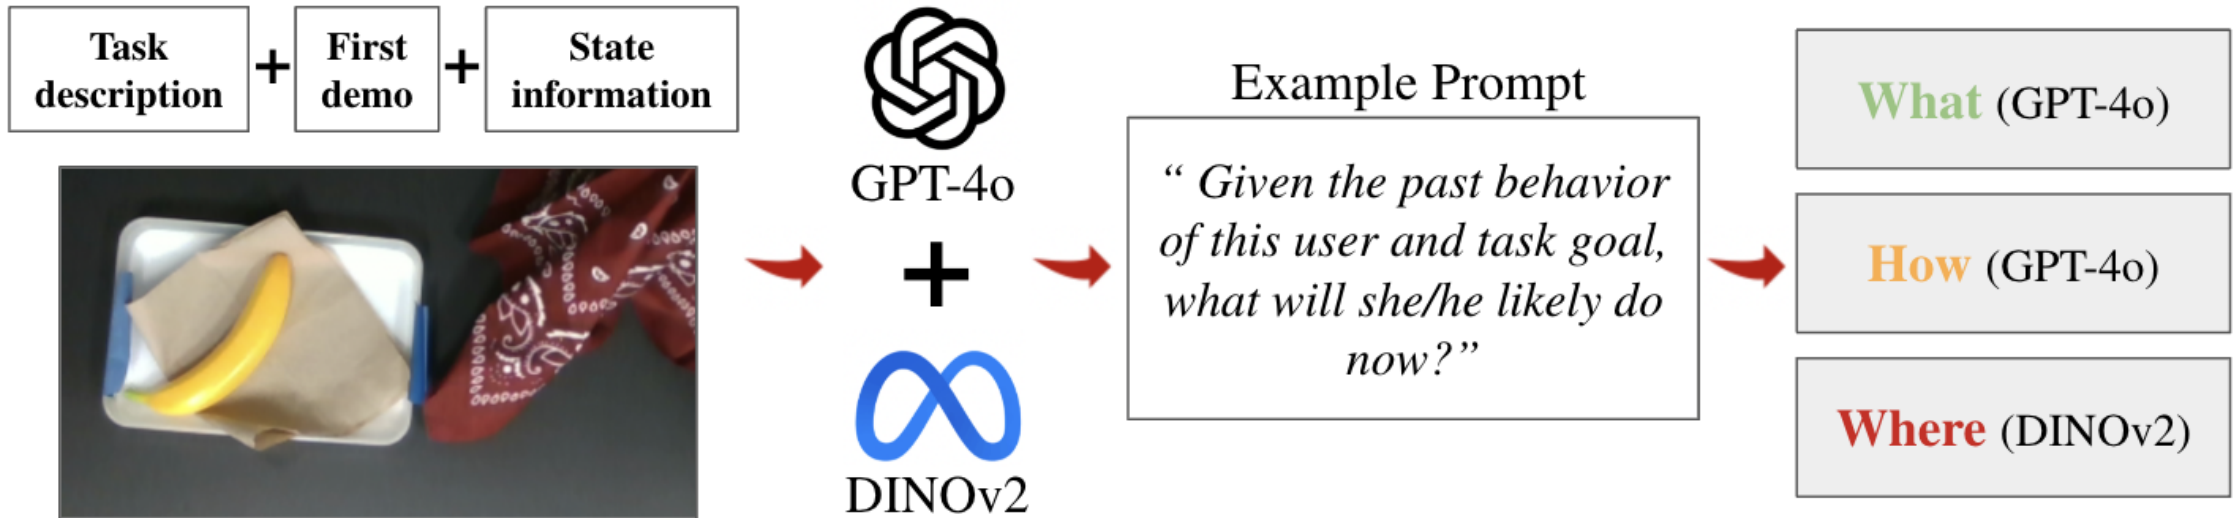 Task
description
+
First
demo
+
State
information
GPT-4o
+
DINOv2
Example Prompt
“ Given the past behavior
of this user and task goal,
what will she/he likely do
now?”
What (GPT-4o)
How (GPT-4o)
Where (DINOv2)